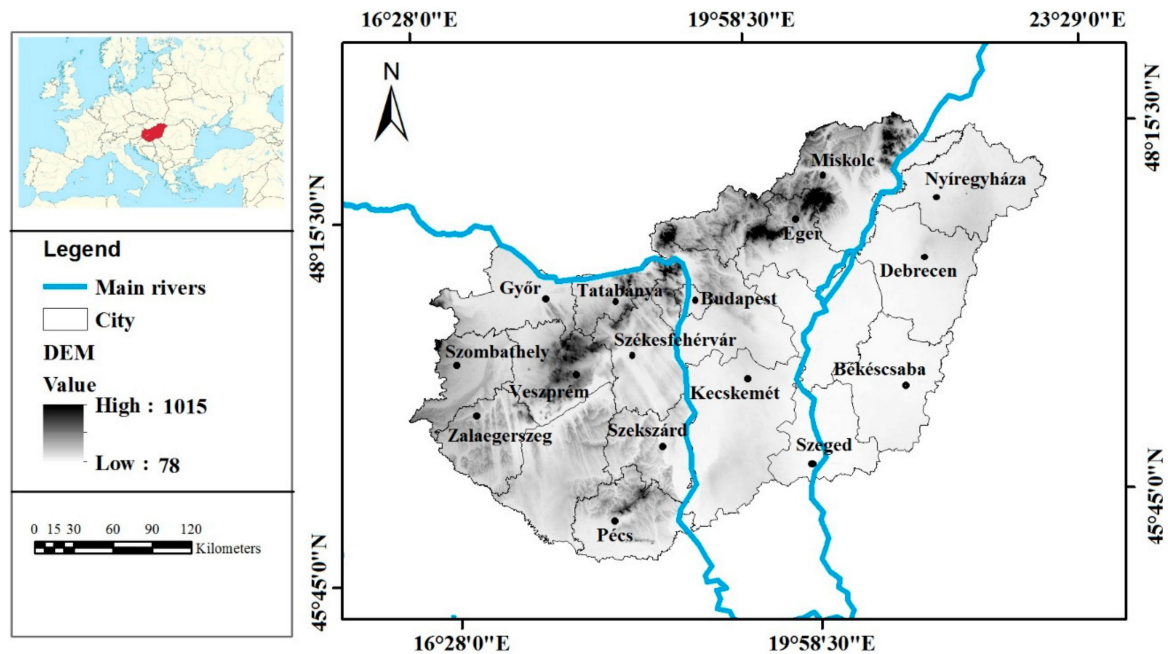 16°28'0"E
19°58'30"E
23°29'0"E
N
48°15'30"N
48°15'30"N
Miskolc
Nyíregyháza
Eger
Debrecen
Győr
Tatabánya
Budapest
Székesfehérvár
Szombathely
Veszprém
Kecskemét
Békéscsaba
Zalaegerszeg
Szekszárd
Szeged
Pécs
45°45'0"N
45°45'0"N
16°28'0"E
19°58'30"E
Legend
Main rivers
City
DEM
Value
High : 1015
Low : 78
0 15 30 60 90 120
Kilometers